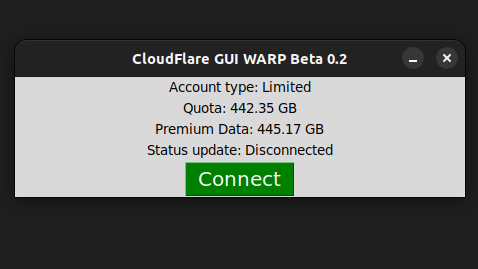 CloudFlare GUI WARP Beta 0.2
Account type: Limited
Quota: 442.35 GB
Premium Data: 445.17 GB
Status update: Disconnected
Connect